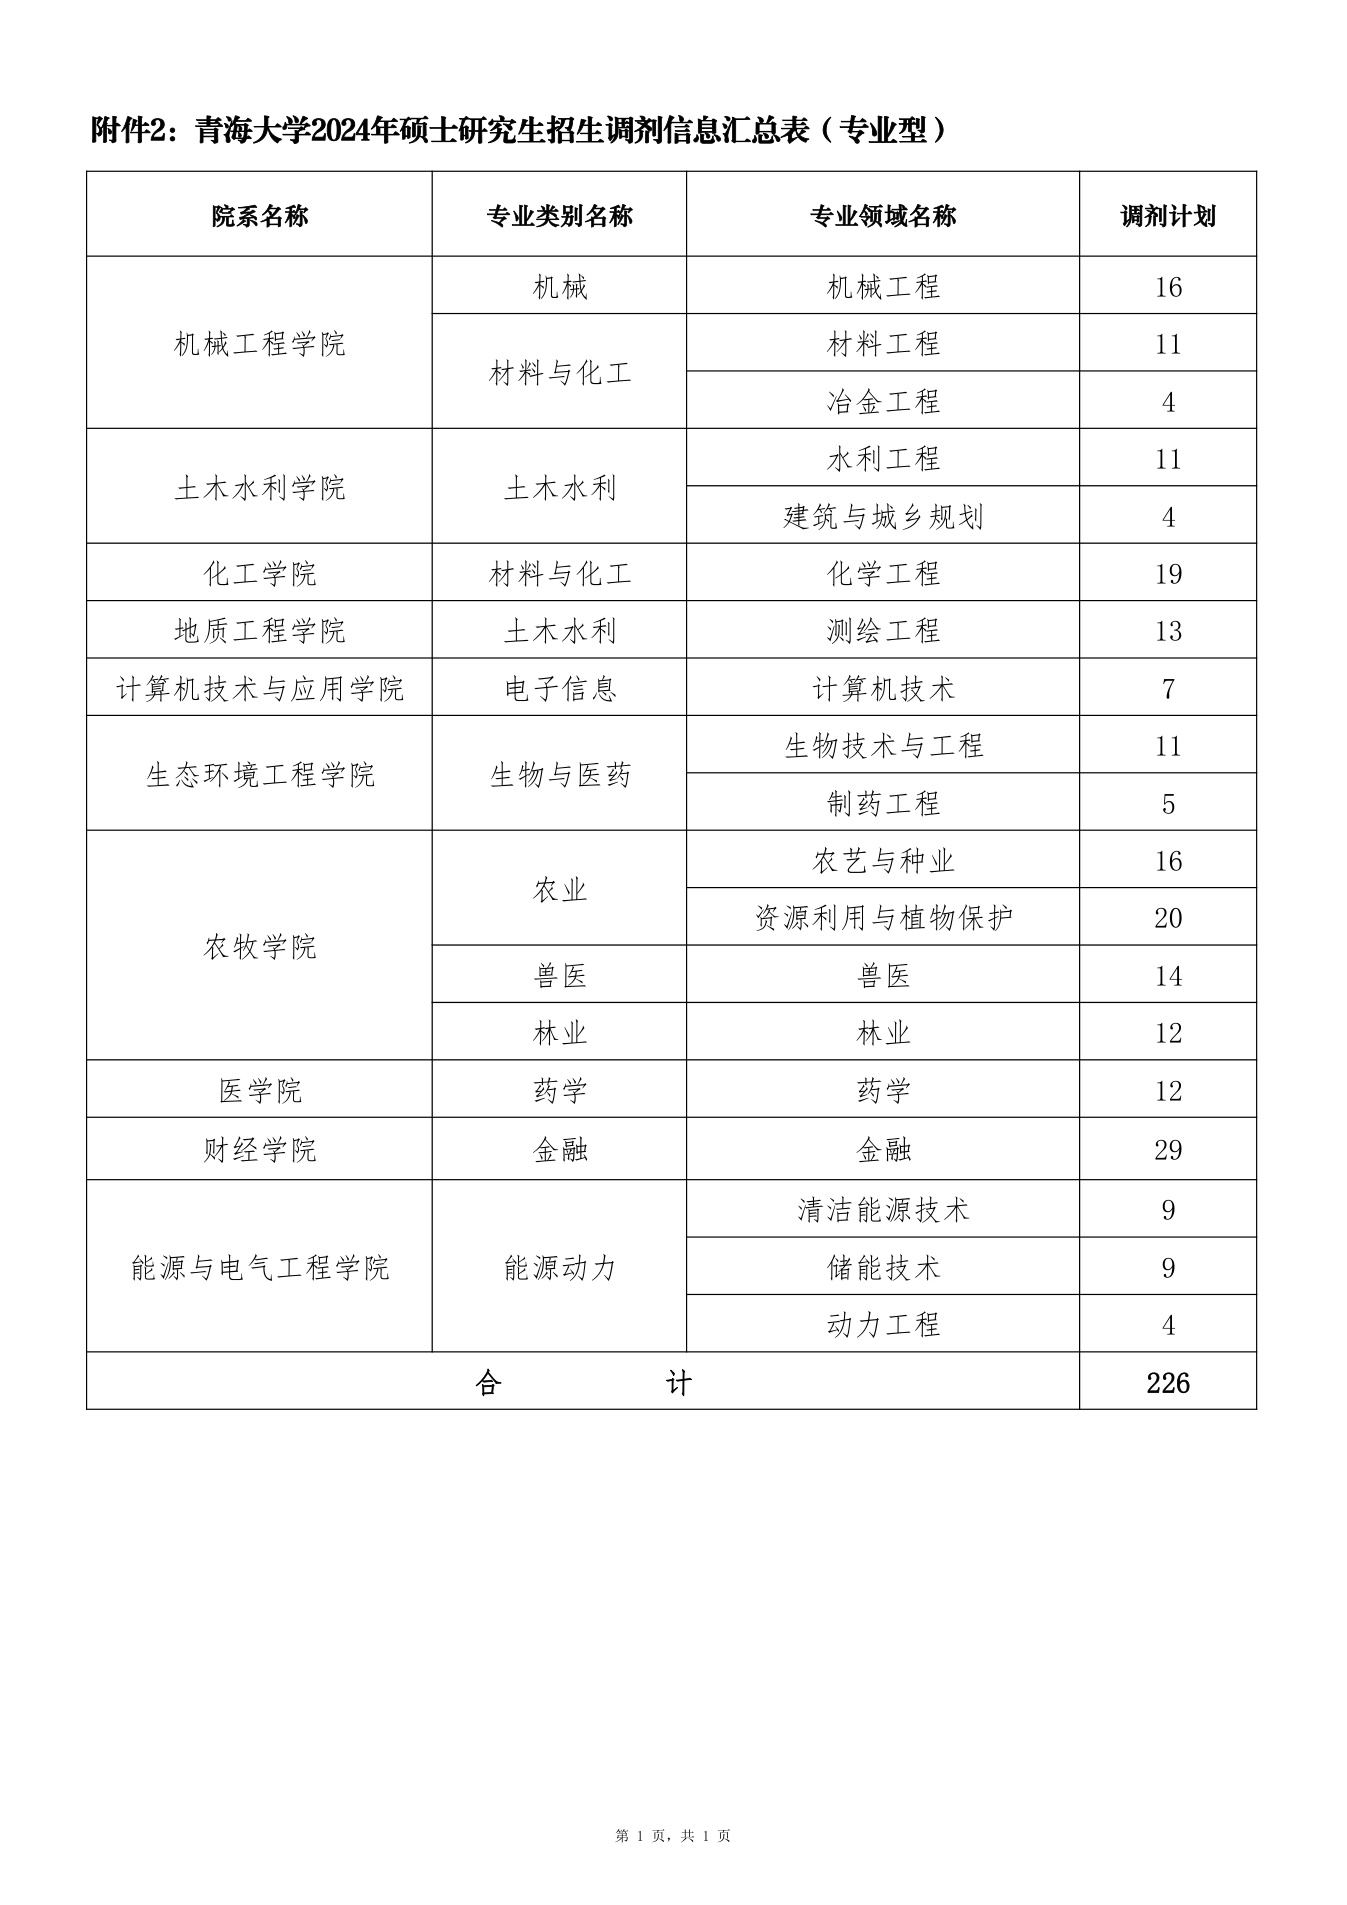 附件2：青海大学2024年硕士研究生招生调剂信息汇总表（专业型）
院系名称 专业类别名称 专业领域名称 调剂计划
机械工程学院 机械 机械工程 16
材料与化工 材料工程 11
冶金工程 4
土木水利学院 土木水利 水利工程 11
建筑与城乡规划 4
化工学院 材料与化工 化学工程 19
地质工程学院 土木水利 测绘工程 13
计算机技术与应用学院 电子信息 计算机技术 7
生态环境工程学院 生物与医药 生物技术与工程 11
制药工程 5
农牧学院 农业 农艺与种业 16
资源利用与植物保护 20
兽医 兽医 14
林业 林业 12
医学院 药学 药学 12
财经学院 金融 金融 29
能源与电气工程学院 能源动力 清洁能源技术 9
储能技术 9
动力工程 4
合 计 226
第 1 页，共 1 页